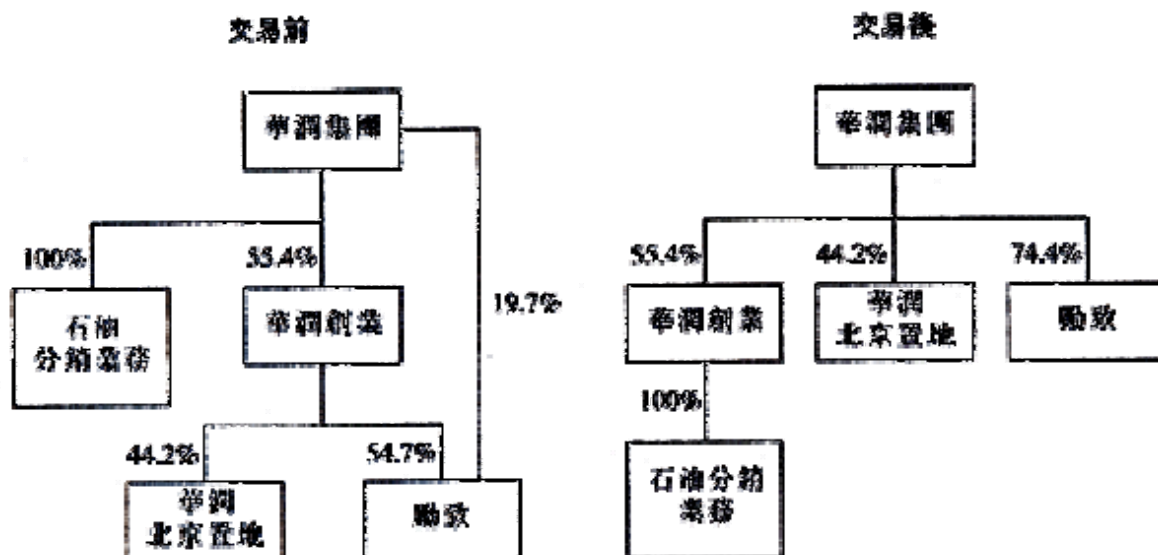 交易前
交易後
華潤集團
華潤集團
100%
55.4%
19.7%
55.4%
44.2%
74.4%
石油
分銷業務
華潤創業
華潤創業
華潤
北京置地
勵致
100%
44.2%
54.7%
華潤
北京置地
勵致
石油分銷
業務